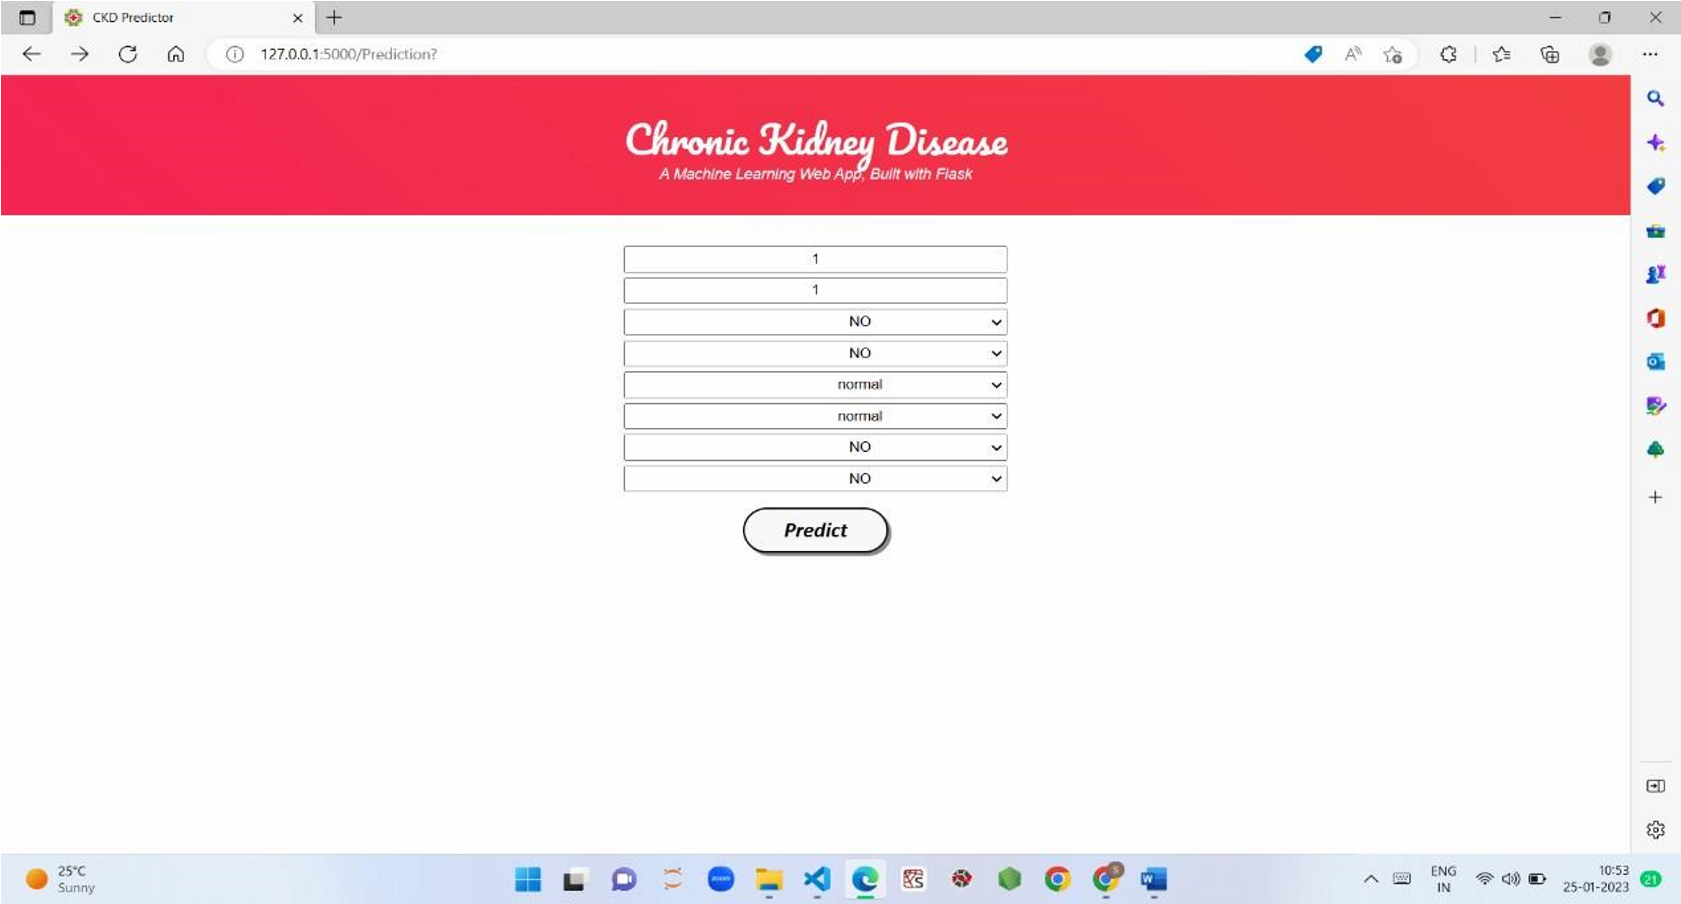 CKD Predictor
127.0.0.1:5000/Prediction?
Chronic Kidney Disease
A Machine Learning Web App, Built with Flask
1
1
NO
NO
normal
normal
NO
NO
Predict
25°C
Sunny
ENG
IN
10:53
25-01-2023
21